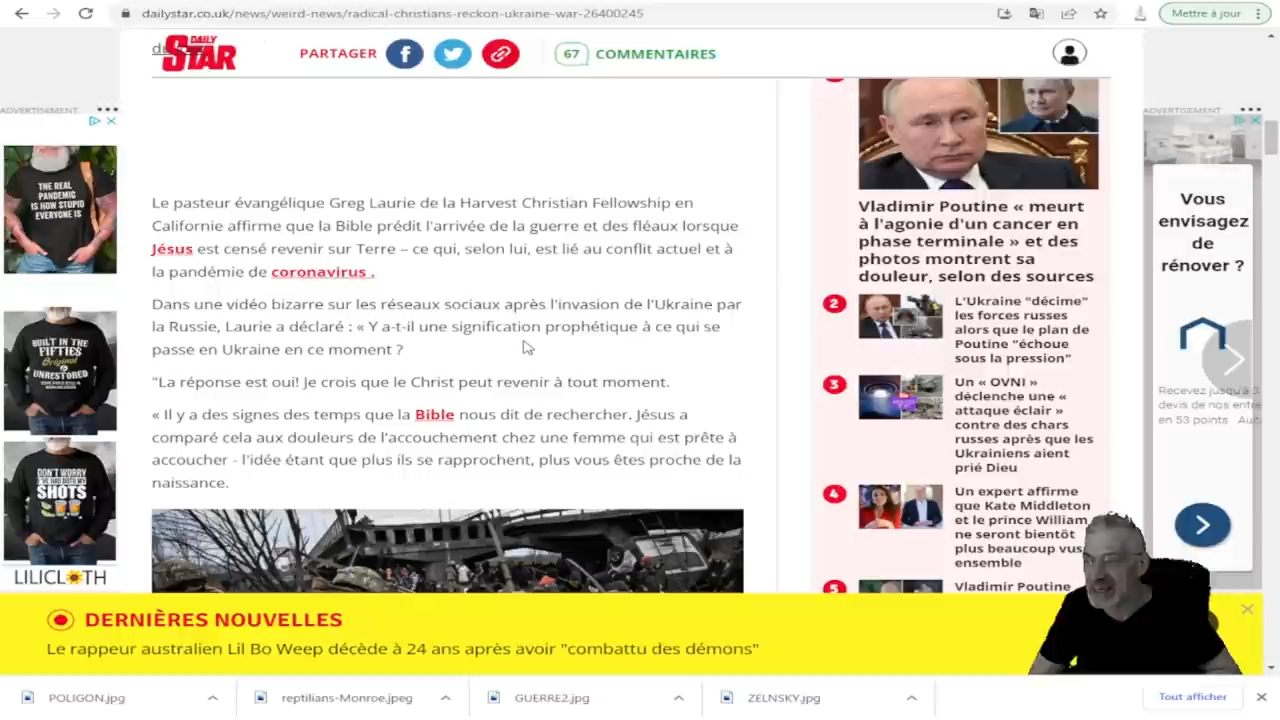 dailystar.co.uk/news/weird-news/radical-christians-reckon-ukraine-war-26400245
Mettre à jour
DAILY
STAR
PARTAGER
67 COMMENTAIRES
ADVERTISEMENT
THE REAL
PANDEMIC
IS HOW STUPID
EVERYONE IS
BUILT IN THE
FIFTIES
Original &
UNRESTORED
DON'T WORRY
I'VE HAD BOTH MY
SHOTS
LILICLOTH
Le pasteur évangélique Greg Laurie de la Harvest Christian Fellowship en
Californie affirme que la Bible prédit l'arrivée de la guerre et des fléaux lorsque
Jésus est censé revenir sur Terre – ce qui, selon lui, est lié au conflit actuel et à
la pandémie de coronavirus .
Dans une vidéo bizarre sur les réseaux sociaux après l'invasion de l'Ukraine par
la Russie, Laurie a déclaré : « Y a-t-il une signification prophétique à ce qui se
passe en Ukraine en ce moment ?
"La réponse est oui! Je crois que le Christ peut revenir à tout moment.
« Il y a des signes des temps que la Bible nous dit de rechercher. Jésus a
comparé cela aux douleurs de l'accouchement chez une femme qui est prête à
accoucher - l'idée étant que plus ils se rapprochent, plus vous êtes proche de la
naissance.
Vladimir Poutine « meurt
à l'agonie d'un cancer en
phase terminale » et des
photos montrent sa
douleur, selon des sources
2
L'Ukraine "décime"
les forces russes
alors que le plan de
Poutine "échoue
sous la pression"
3
Un « OVNI »
déclenche une «
attaque éclair »
contre des chars
russes après que les
Ukrainiens aient
prié Dieu
4
Un expert affirme
que Kate Middleton
et le prince William
ne seront bientôt
plus beaucoup vus
ensemble
5
Vladimir Poutine
ADVERTISEMENT
Vous
envisagez
de
rénover ?
Recevez jusqu'à 3
devis de nos
en 53 points
DERNIÈRES NOUVELLES
Le rappeur australien Lil Bo Weep décède à 24 ans après avoir "combattu des démons"
POLIGON.jpg
reptilians-Monroe.jpeg
GUERRE2.jpg
ZELNSKY.jpg
Tout afficher